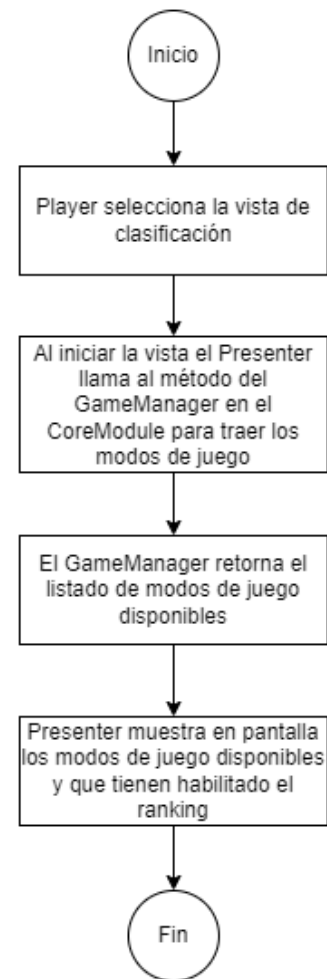 Inicio
Player selecciona la vista de
clasificación
Al iniciar la vista el Presenter
llama al método del
GameManager en el
CoreModule para traer los
modos de juego
El GameManager retorna el
listado de modos de juego
disponibles
Presenter muestra en pantalla
los modos de juego disponibles
y que tienen habilitado el
ranking
Fin